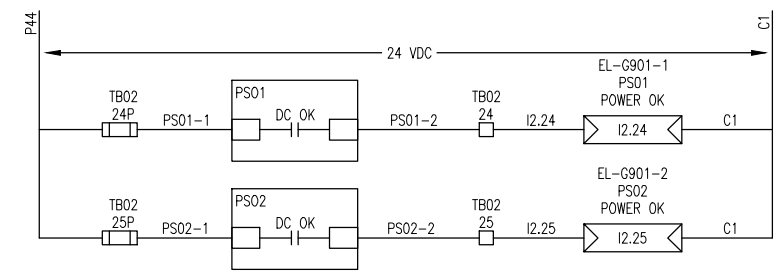 P44
C1
24 VDC
EL-G901-1
PS01
POWER OK
TB02
24P
PS01-1
PS01
DC OK
PS01-2
TB02
24
I2.24
I2.24
C1
EL-G901-2
PS02
POWER OK
TB02
25P
PS02-1
PS02
DC OK
PS02-2
TB02
25
I2.25
I2.25
C1